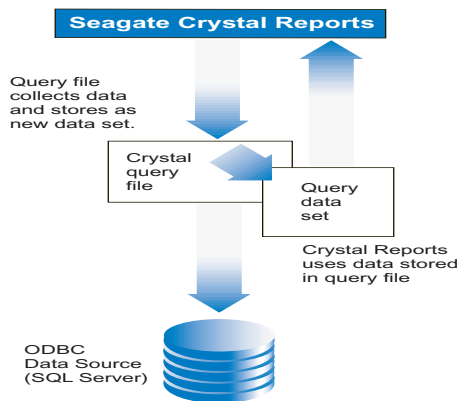 Seagate Crystal Reports
Query file
collects data
and stores as
new data set.
Crystal
query
file
Query
data
set
Crystal Reports
uses data stored
in query file
ODBC
Data Source
(SQL Server)